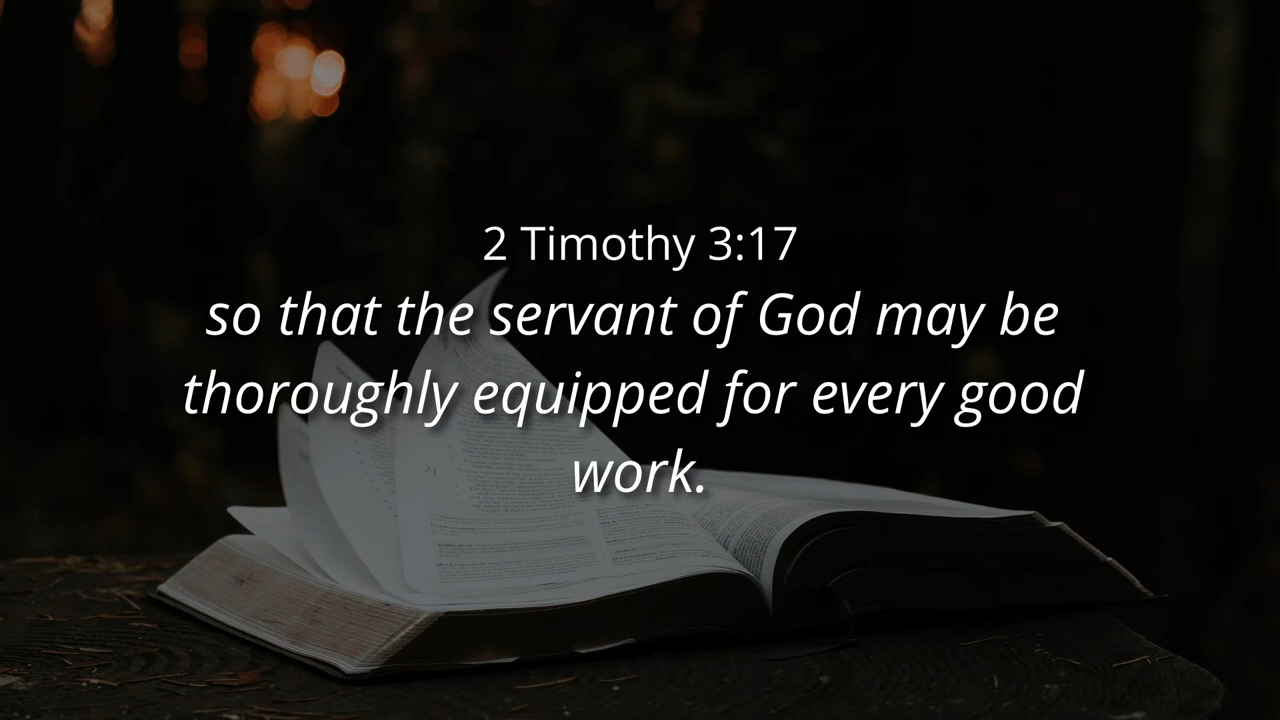 2 Timothy 3:17
so that the servant of God may be
thoroughly equipped for every good
work.